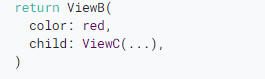 return ViewB(
  color: red,
  child: ViewC(...),
)